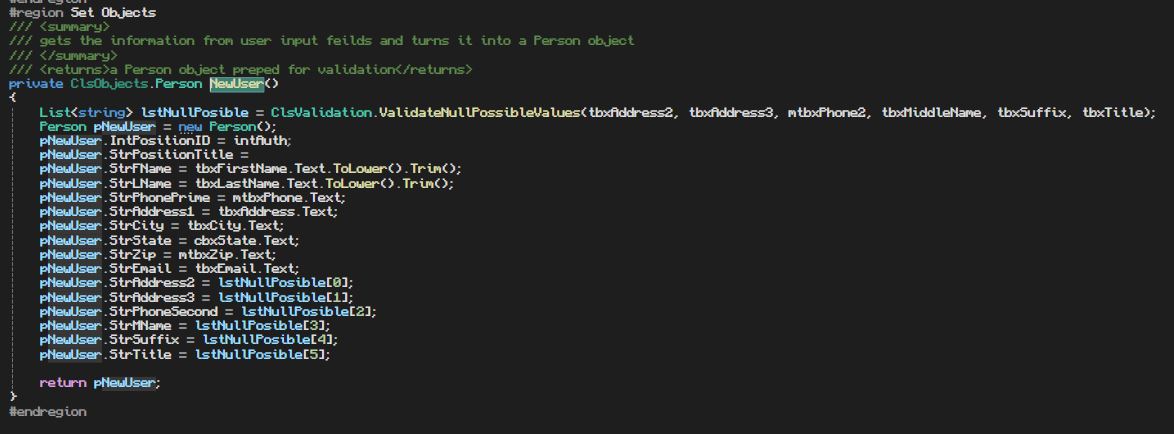 #endregion
#region Set Objects
/// <summary>
/// gets the information from user input feilds and turns it into a Person object
/// </summary>
/// <returns>a Person object preped for validation</returns>
private ClsObjects.Person NewUser()
{
List<string> lstNullPosible = ClsValidation.ValidateNullPossibleValues(tbxAddress2, tbxAddress3, mtbxPhone2, tbxMiddleName, tbxSuffix, tbxTitle);
Person pNewUser = new Person();
pNewUser.IntPositionID = intAuth;
pNewUser.StrPositionTitle =
pNewUser.StrFName = tbxFirstName.Text.ToLower().Trim();
pNewUser.StrLName = tbxLastName.Text.ToLower().Trim();
pNewUser.StrPhonePrime = mtbxPhone.Text;
pNewUser.StrAddress1 = tbxAddress.Text;
pNewUser.StrCity = tbxCity.Text;
pNewUser.StrState = cbxState.Text;
pNewUser.StrZip = mtbxZip.Text;
pNewUser.StrEmail = tbxEmail.Text;
pNewUser.StrAddress2 = lstNullPosible[0];
pNewUser.StrAddress3 = lstNullPosible[1];
pNewUser.StrPhoneSecond = lstNullPosible[2];
pNewUser.StrMName = lstNullPosible[3];
pNewUser.StrSuffix = lstNullPosible[4];
pNewUser.StrTitle = lstNullPosible[5];
return pNewUser;
}
#endregion